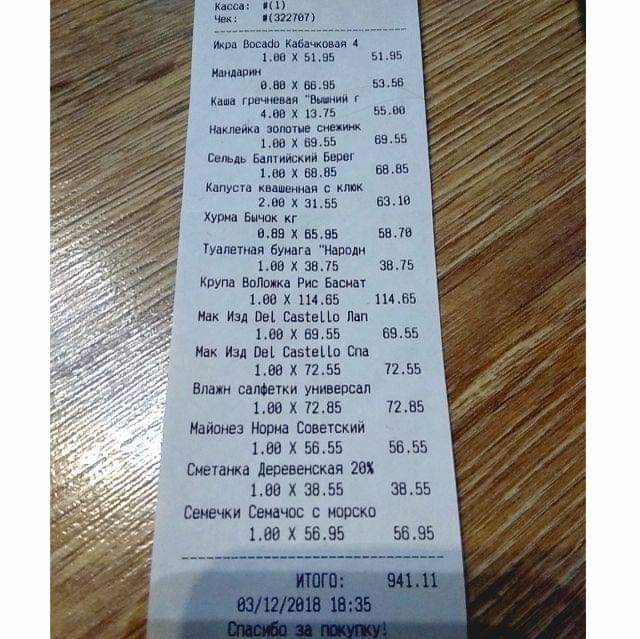 Касса: #(1)
Чек: #(322707)
Икра Bocado Кабачковая 4
1.00 X 51.95 51.95
Мандарин
0.80 X 66.95 53.56
Каша гречневая "Вышний г
4.00 X 13.75 55.00
Наклейка золотые снежинк
1.00 X 69.55 69.55
Сельдь Балтийский Берег
1.00 X 68.85 68.85
Капуста квашенная с клюк
2.00 X 31.55 63.10
Хурма Бычок кг
0.89 X 65.95 58.70
Туалетная бумага "Народн
1.00 X 38.75 38.75
Крупа ВоЛожка Рис Басмат
1.00 X 114.65 114.65
Мак Изд Del Castello Лап
1.00 X 69.55 69.55
Мак Изд Del Castello Спа
1.00 X 72.55 72.55
Влажн салфетки универсал
1.00 X 72.85 72.85
Майонез Норма Советский
1.00 X 56.55 56.55
Сметанка Деревенская 20%
1.00 X 38.55 38.55
Семечки Семачос с морско
1.00 X 56.95 56.95
ИТОГО: 941.11
03/12/2018 18:35
Спасибо за покупку!